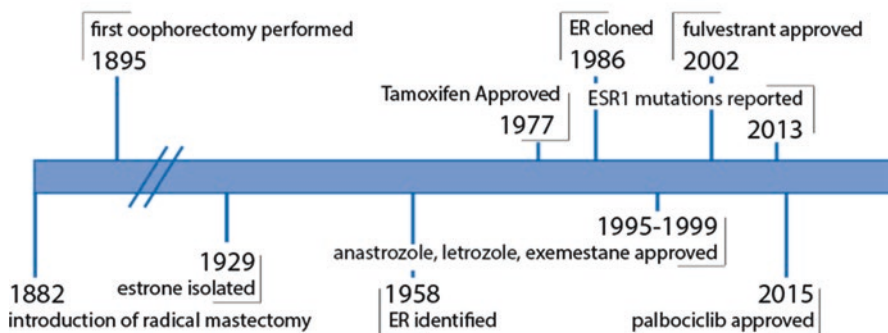 first oophorectomy performed
1895
ER cloned
1986
fulvestrant approved
2002
Tamoxifen Approved
1977
ESR1 mutations reported
2013
1882
introduction of radical mastectomy
1929
estrone isolated
1958
ER identified
1995-1999
anastrozole, letrozole, exemestane approved
2015
palbociclib approved